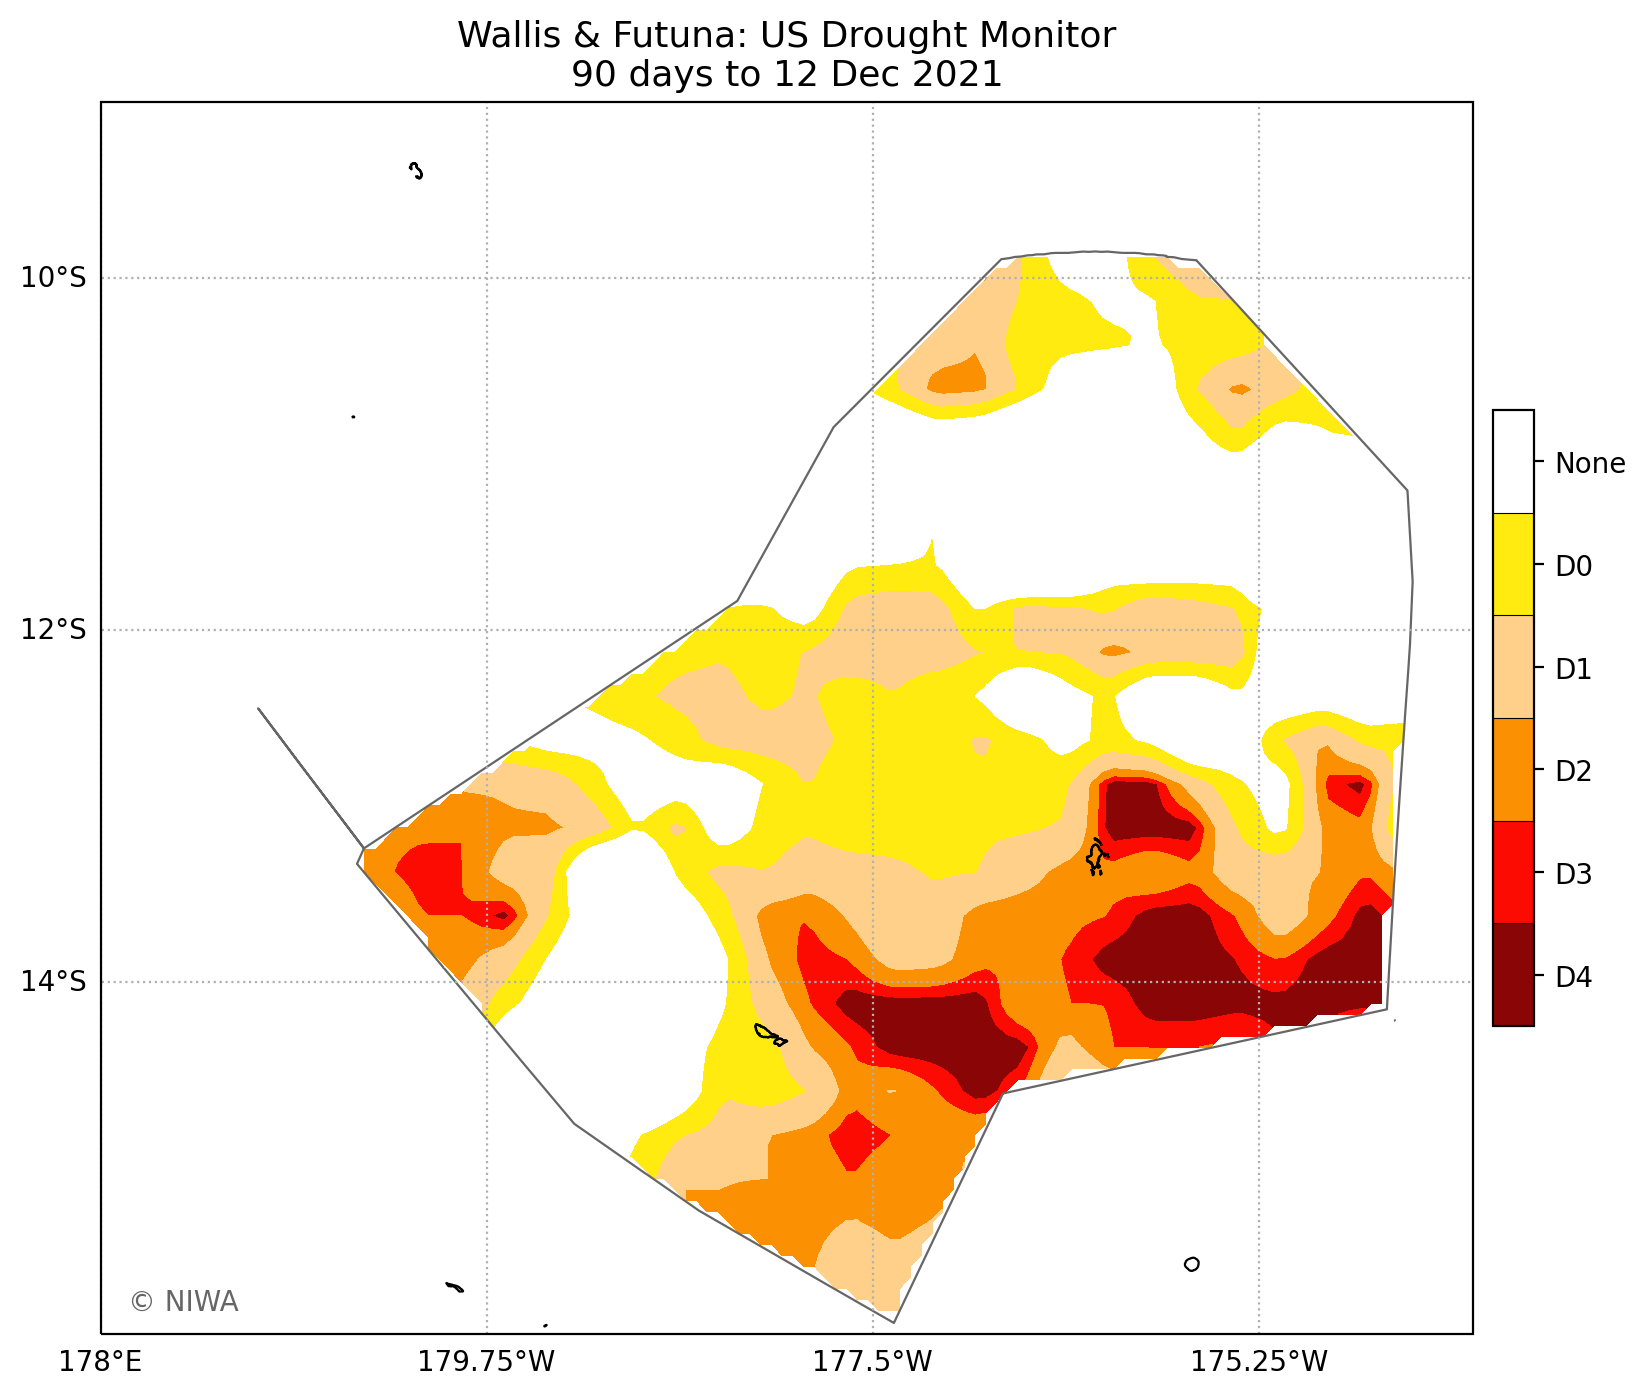 Wallis & Futuna: US Drought Monitor
90 days to 12 Dec 2021
10°S
12°S
14°S
178°E
179.75°W
177.5°W
175.25°W
None
D0
D1
D2
D3
D4
© NIWA